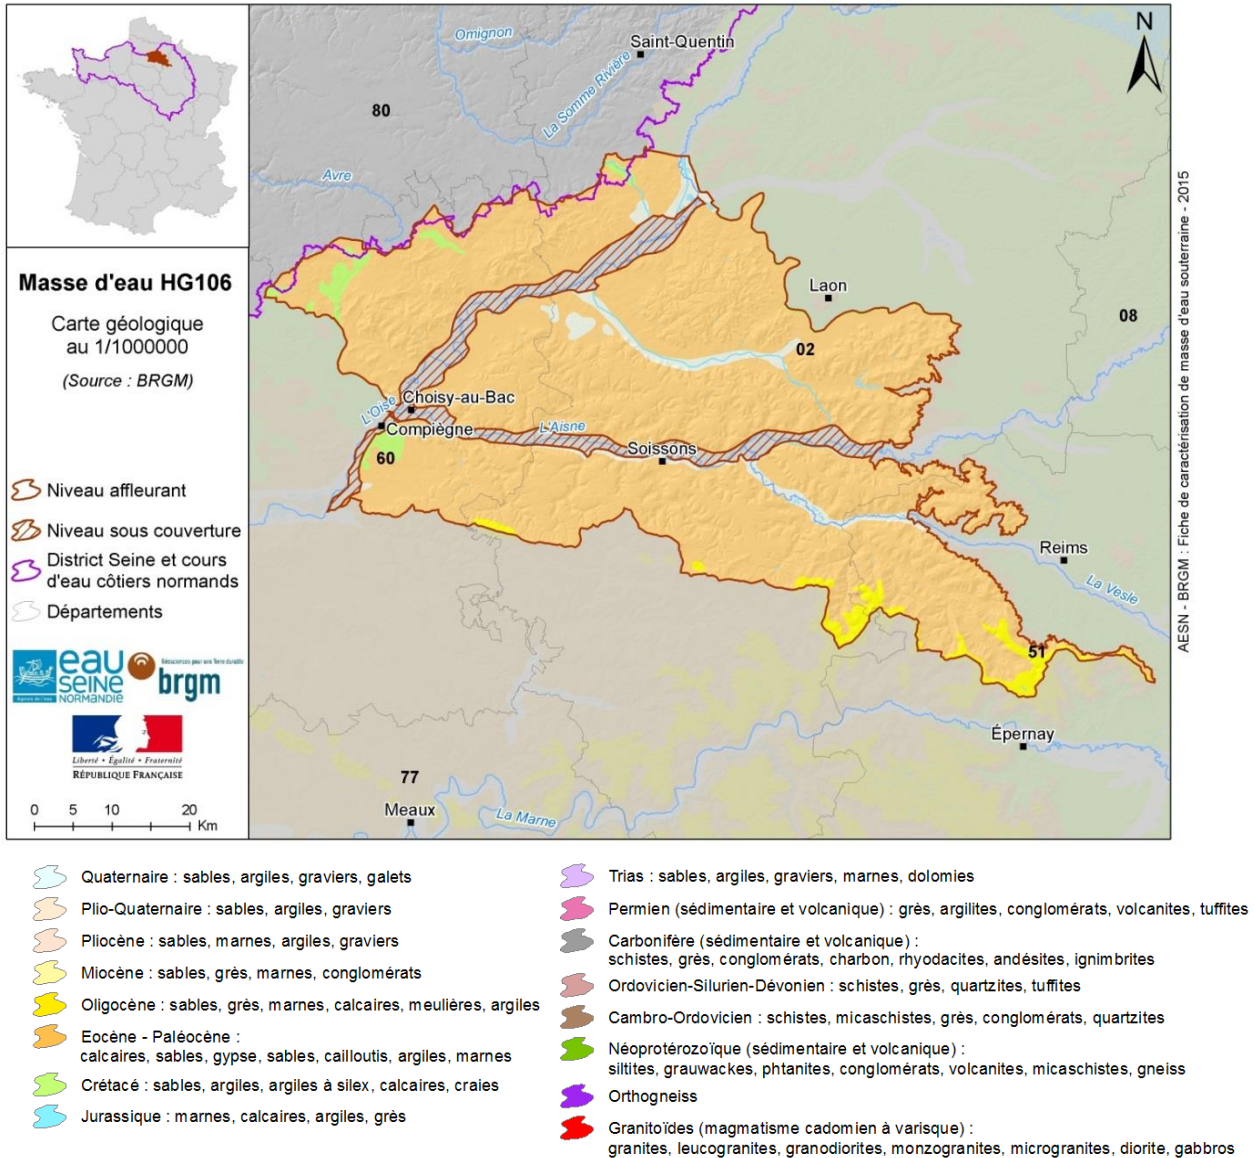 Masse d'eau HG106
Carte géologique
au 1/1000000
(Source : BRGM)
Niveau affleurant
Niveau sous couverture
District Seine et cours
d'eau côtiers normands
Départements
eau
SEINE
NORMANDIE
Géosciences pour une Terre durable
brgm
Liberté • Égalité • Fraternité
RÉPUBLIQUE FRANÇAISE
0 10 20
Km
N
Omignon
Saint-Quentin
La Somme Rivière
80
Avre
Laon
08
02
L'Oise
Choisy-au-Bac
Compiègne
L'Aisne
Soissons
60
Reims
La Vesle
51
Épernay
77
Meaux
La Marne
AESN - BRGM : Fiche de caractérisation de masse d'eau souterraine - 2015
Quaternaire : sables, argiles, graviers, galets
Plio-Quaternaire : sables, argiles, graviers
Pliocène : sables, marnes, argiles, graviers
Miocène : sables, grès, marnes, conglomérats
Oligocène : sables, grès, marnes, calcaires, meulières, argiles
Eocène - Paléocène :
calcaires, sables, gypse, sables, cailloutis, argiles, marnes
Crétacé : sables, argiles, argiles à silex, calcaires, craies
Jurassique : marnes, calcaires, argiles, grès
Trias : sables, argiles, graviers, marnes, dolomies
Permien (sédimentaire et volcanique) : grès, argilites, conglomérats, volcanites, tuffites
Carbonifère (sédimentaire et volcanique) :
schistes, grès, conglomérats, charbon, rhyodacites, andésites, ignimbrites
Ordovicien-Silurien-Dévonien : schistes, grès, quartzites, tuffites
Cambro-Ordovicien : schistes, micaschistes, grès, conglomérats, quartzites
Néoprotérozoïque (sédimentaire et volcanique) :
siltites, grauwackes, phtanites, conglomérats, volcanites, micaschistes, gneiss
Orthogneiss
Granitoïdes (magmatisme cadomien à varisque) :
granites, leucogranites, granodiorites, monzogranites, microgranites, diorite, gabbros